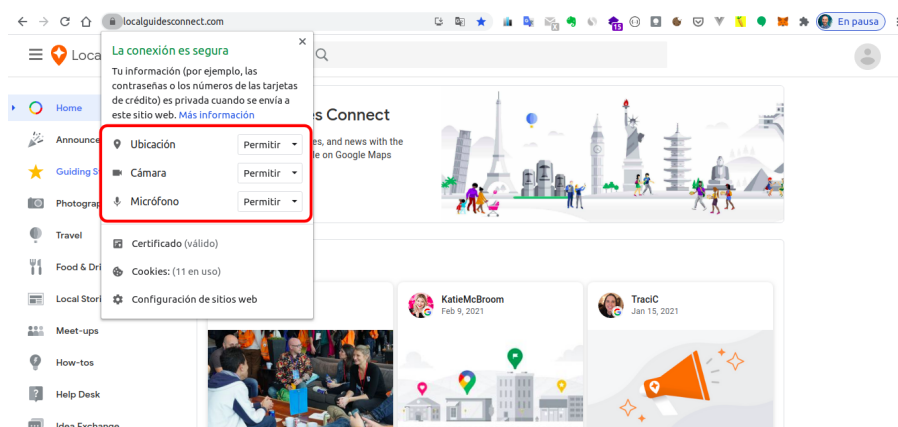 localguidesconnect.com
15
En pausa
Loca
La conexión es segura
Tu información (por ejemplo, las
contraseñas o los números de las tarjetas
de crédito) es privada cuando se envía a
este sitio web. Más información
Ubicación Permitir
Cámara Permitir
Micrófono Permitir
Certificado (válido)
Cookies: (11 en uso)
Configuración de sitios web
Home
Announce
Guiding S
Photograp
Travel
Food & Dri
Local Stori
Meet-ups
How-tos
Help Desk
Idea Exchange
s Connect
es, and news with the
le on Google Maps
KatieMcBroom
Feb 9, 2021
TraciC
Jan 15, 2021